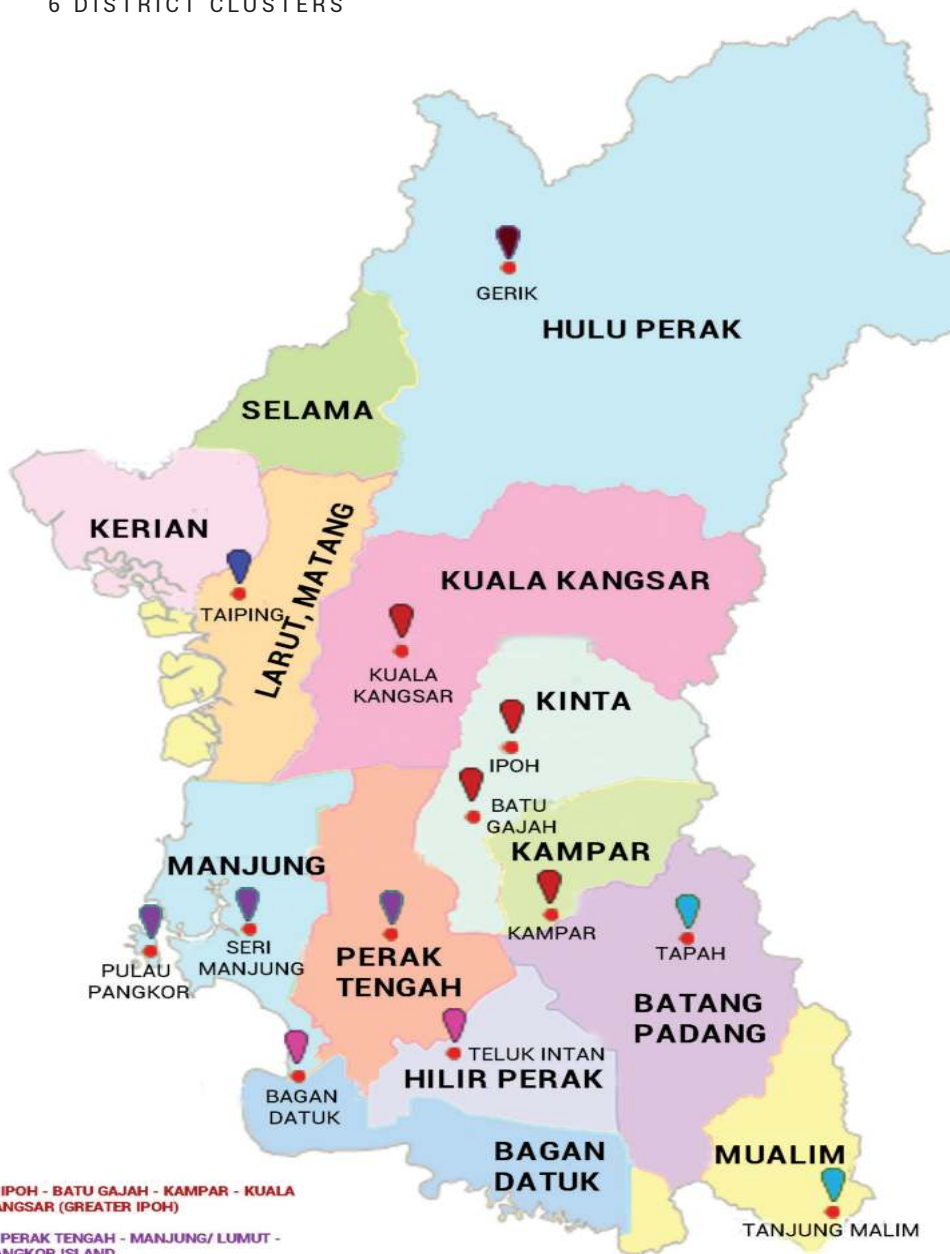 6 DISTRICT CLUSTERS
GERIK
HULU PERAK
SELAMA
KERIAN
LARUT, MATANG
TAIPING
KUALA KANGSAR
KUALA
KANGSAR
KINTA
IPOH
BATU
GAJAH
KAMPAR
KAMPAR
MANJUNG
SERI
MANJUNG
PULAU
PANGKOR
PERAK
TENGAH
TAPAH
BATANG
PADANG
TELUK INTAN
HILIR PERAK
BAGAN
DATUK
BAGAN
DATUK
MUALIM
TANJUNG MALIM
IPOH - BATU GAJAH - KAMPAR - KUALA
ANGSAR (GREATER IPOH)
PERAK TENGAH - MANJUNG/ LUMUT -